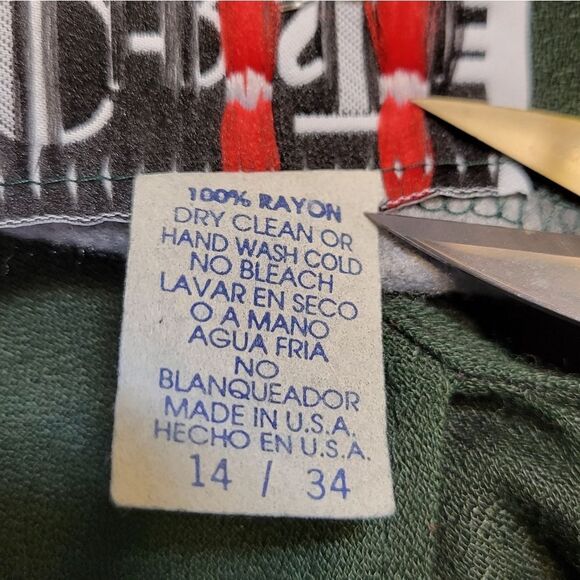 100% RAYON
DRY CLEAN OR
HAND WASH COLD
NO BLEACH
LAVAR EN SECO
O A MANO
AGUA FRIA
NO
BLANQUEADOR
MADE IN U.S.A.
HECHO EN U.S.A.
14 / 34